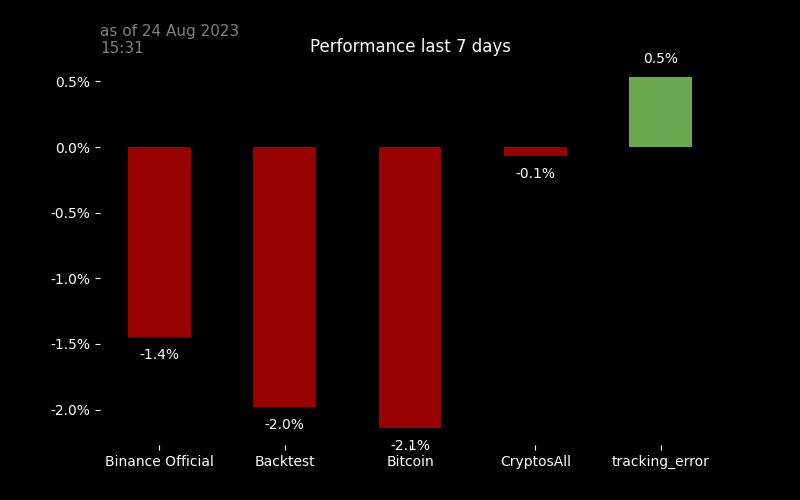 as of 24 Aug 2023
15:31
Performance last 7 days
0.5%
0.5%
0.0%
-0.1%
-0.5%
-1.0%
-1.5%
-1.4%
-2.0%
-2.0%
-2.1%
Binance Official
Backtest
Bitcoin
CryptosAll
tracking_error